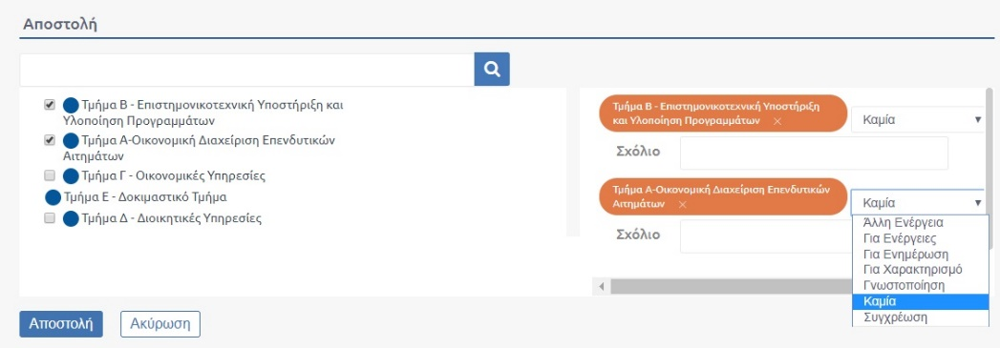 Αποστολή
Τμήμα Β - Επιστημονικοτεχνική Υποστήριξη και
Υλοποίηση Προγραμμάτων
Τμήμα Α-Οικονομική Διαχείριση Επενδυτικών
Αιτημάτων
Τμήμα Γ - Οικονομικές Υπηρεσίες
Τμήμα Ε - Δοκιμαστικό Τμήμα
Τμήμα Δ - Διοικητικές Υπηρεσίες
Τμήμα Β - Επιστημονικοτεχνική Υποστήριξη
και Υλοποίηση Προγραμμάτων ×
Καμία
Σχόλιο
Τμήμα Α-Οικονομική Διαχείριση Επενδυτικών
Αιτημάτων ×
Καμία
Σχόλιο
Άλλη Ενέργεια
Για Ενέργειες
Για Ενημέρωση
Για Χαρακτηρισμό
Γνωστοποίηση
Καμία
Συγχρέωση
Αποστολή
Ακύρωση